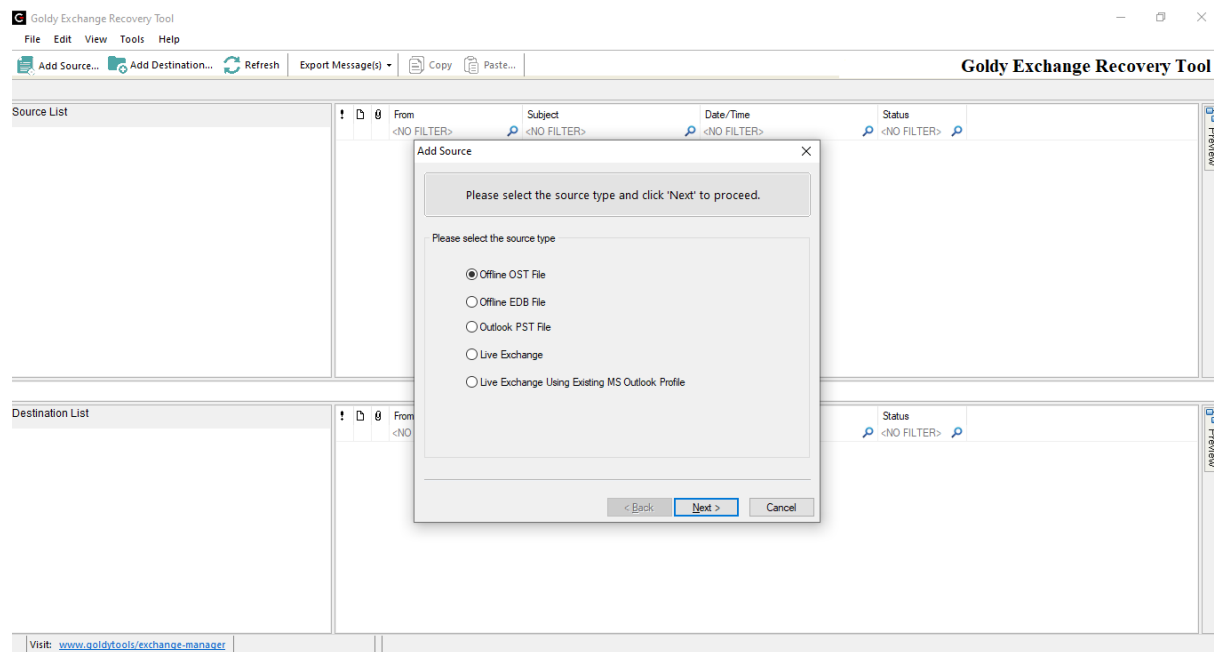 Goldy Exchange Recovery Tool
File Edit View Tools Help
Add Source... Add Destination... Refresh Export Message(s) Copy Paste... Goldy Exchange Recovery Tool
Source List ! From Subject Date/Time Status
<NO FILTER> <NO FILTER> <NO FILTER> <NO FILTER>
Preview
Add Source
Please select the source type and click 'Next' to proceed.
Please select the source type
Offline OST File
Offline EDB File
Outlook PST File
Live Exchange
Live Exchange Using Existing MS Outlook Profile
< Back Next > Cancel
Destination List ! From Status
<NO <NO FILTER>
Preview
Visit: www.goldytools/exchange-manager